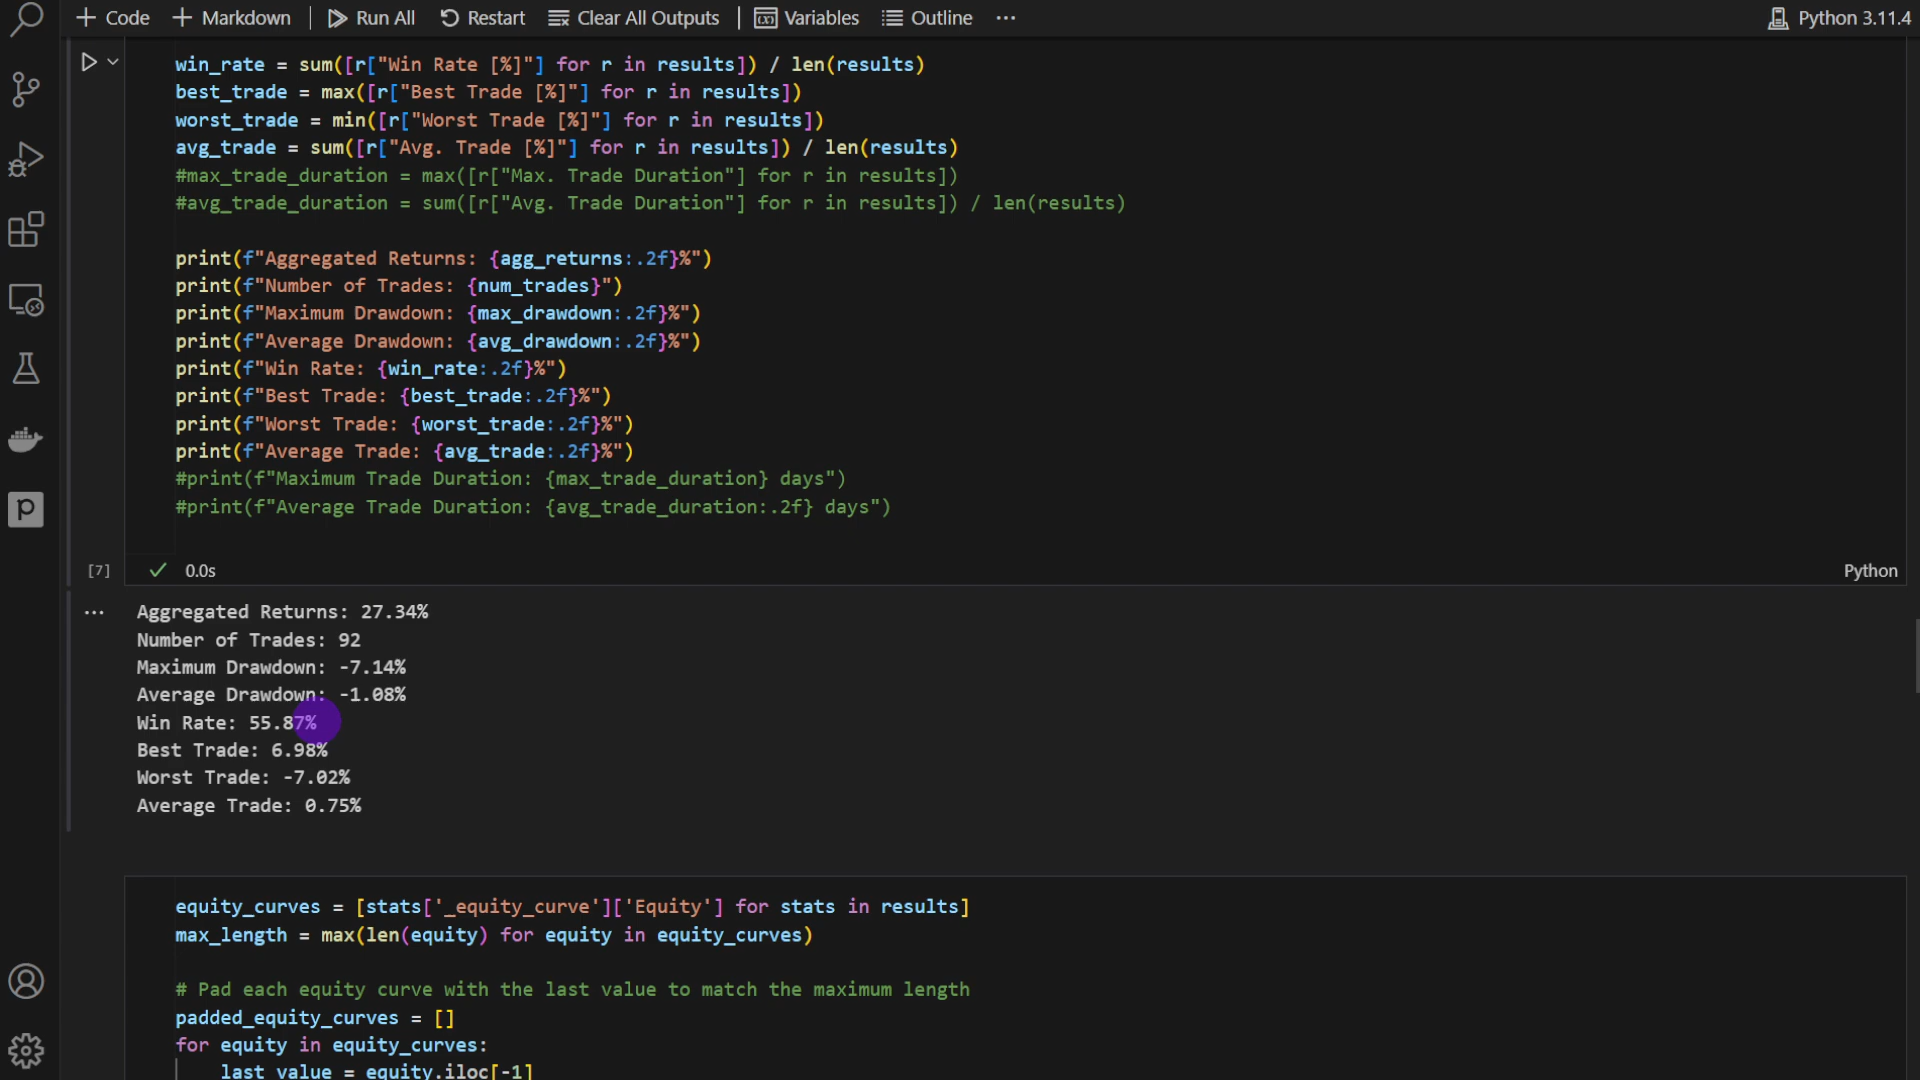 + Code + Markdown | Run All Restart Clear All Outputs | Variables Outline ... Python 3.11.4
win_rate = sum([r["Win Rate [%]"] for r in results]) / len(results)
best_trade = max([r["Best Trade [%]"] for r in results])
worst_trade = min([r["Worst Trade [%]"] for r in results])
avg_trade = sum([r["Avg. Trade [%]"] for r in results]) / len(results)
#max_trade_duration = max([r["Max. Trade Duration"] for r in results])
#avg_trade_duration = sum([r["Avg. Trade Duration"] for r in results]) / len(results)
print(f"Aggregated Returns: {agg_returns:.2f}%")
print(f"Number of Trades: {num_trades}")
print(f"Maximum Drawdown: {max_drawdown:.2f}%")
print(f"Average Drawdown: {avg_drawdown:.2f}%")
print(f"Win Rate: {win_rate:.2f}%")
print(f"Best Trade: {best_trade:.2f}%")
print(f"Worst Trade: {worst_trade:.2f}%")
print(f"Average Trade: {avg_trade:.2f}%")
#print(f"Maximum Trade Duration: {max_trade_duration} days")
#print(f"Average Trade Duration: {avg_trade_duration:.2f} days")
[7] ✓ 0.0s Python
... Aggregated Returns: 27.34%
Number of Trades: 92
Maximum Drawdown: -7.14%
Average Drawdown: -1.08%
Win Rate: 55.87%
Best Trade: 6.98%
Worst Trade: -7.02%
Average Trade: 0.75%
equity_curves = [stats['_equity_curve']['Equity'] for stats in results]
max_length = max(len(equity) for equity in equity_curves)
# Pad each equity curve with the last value to match the maximum length
padded_equity_curves = []
for equity in equity_curves:
last_value = equity.iloc[-1]